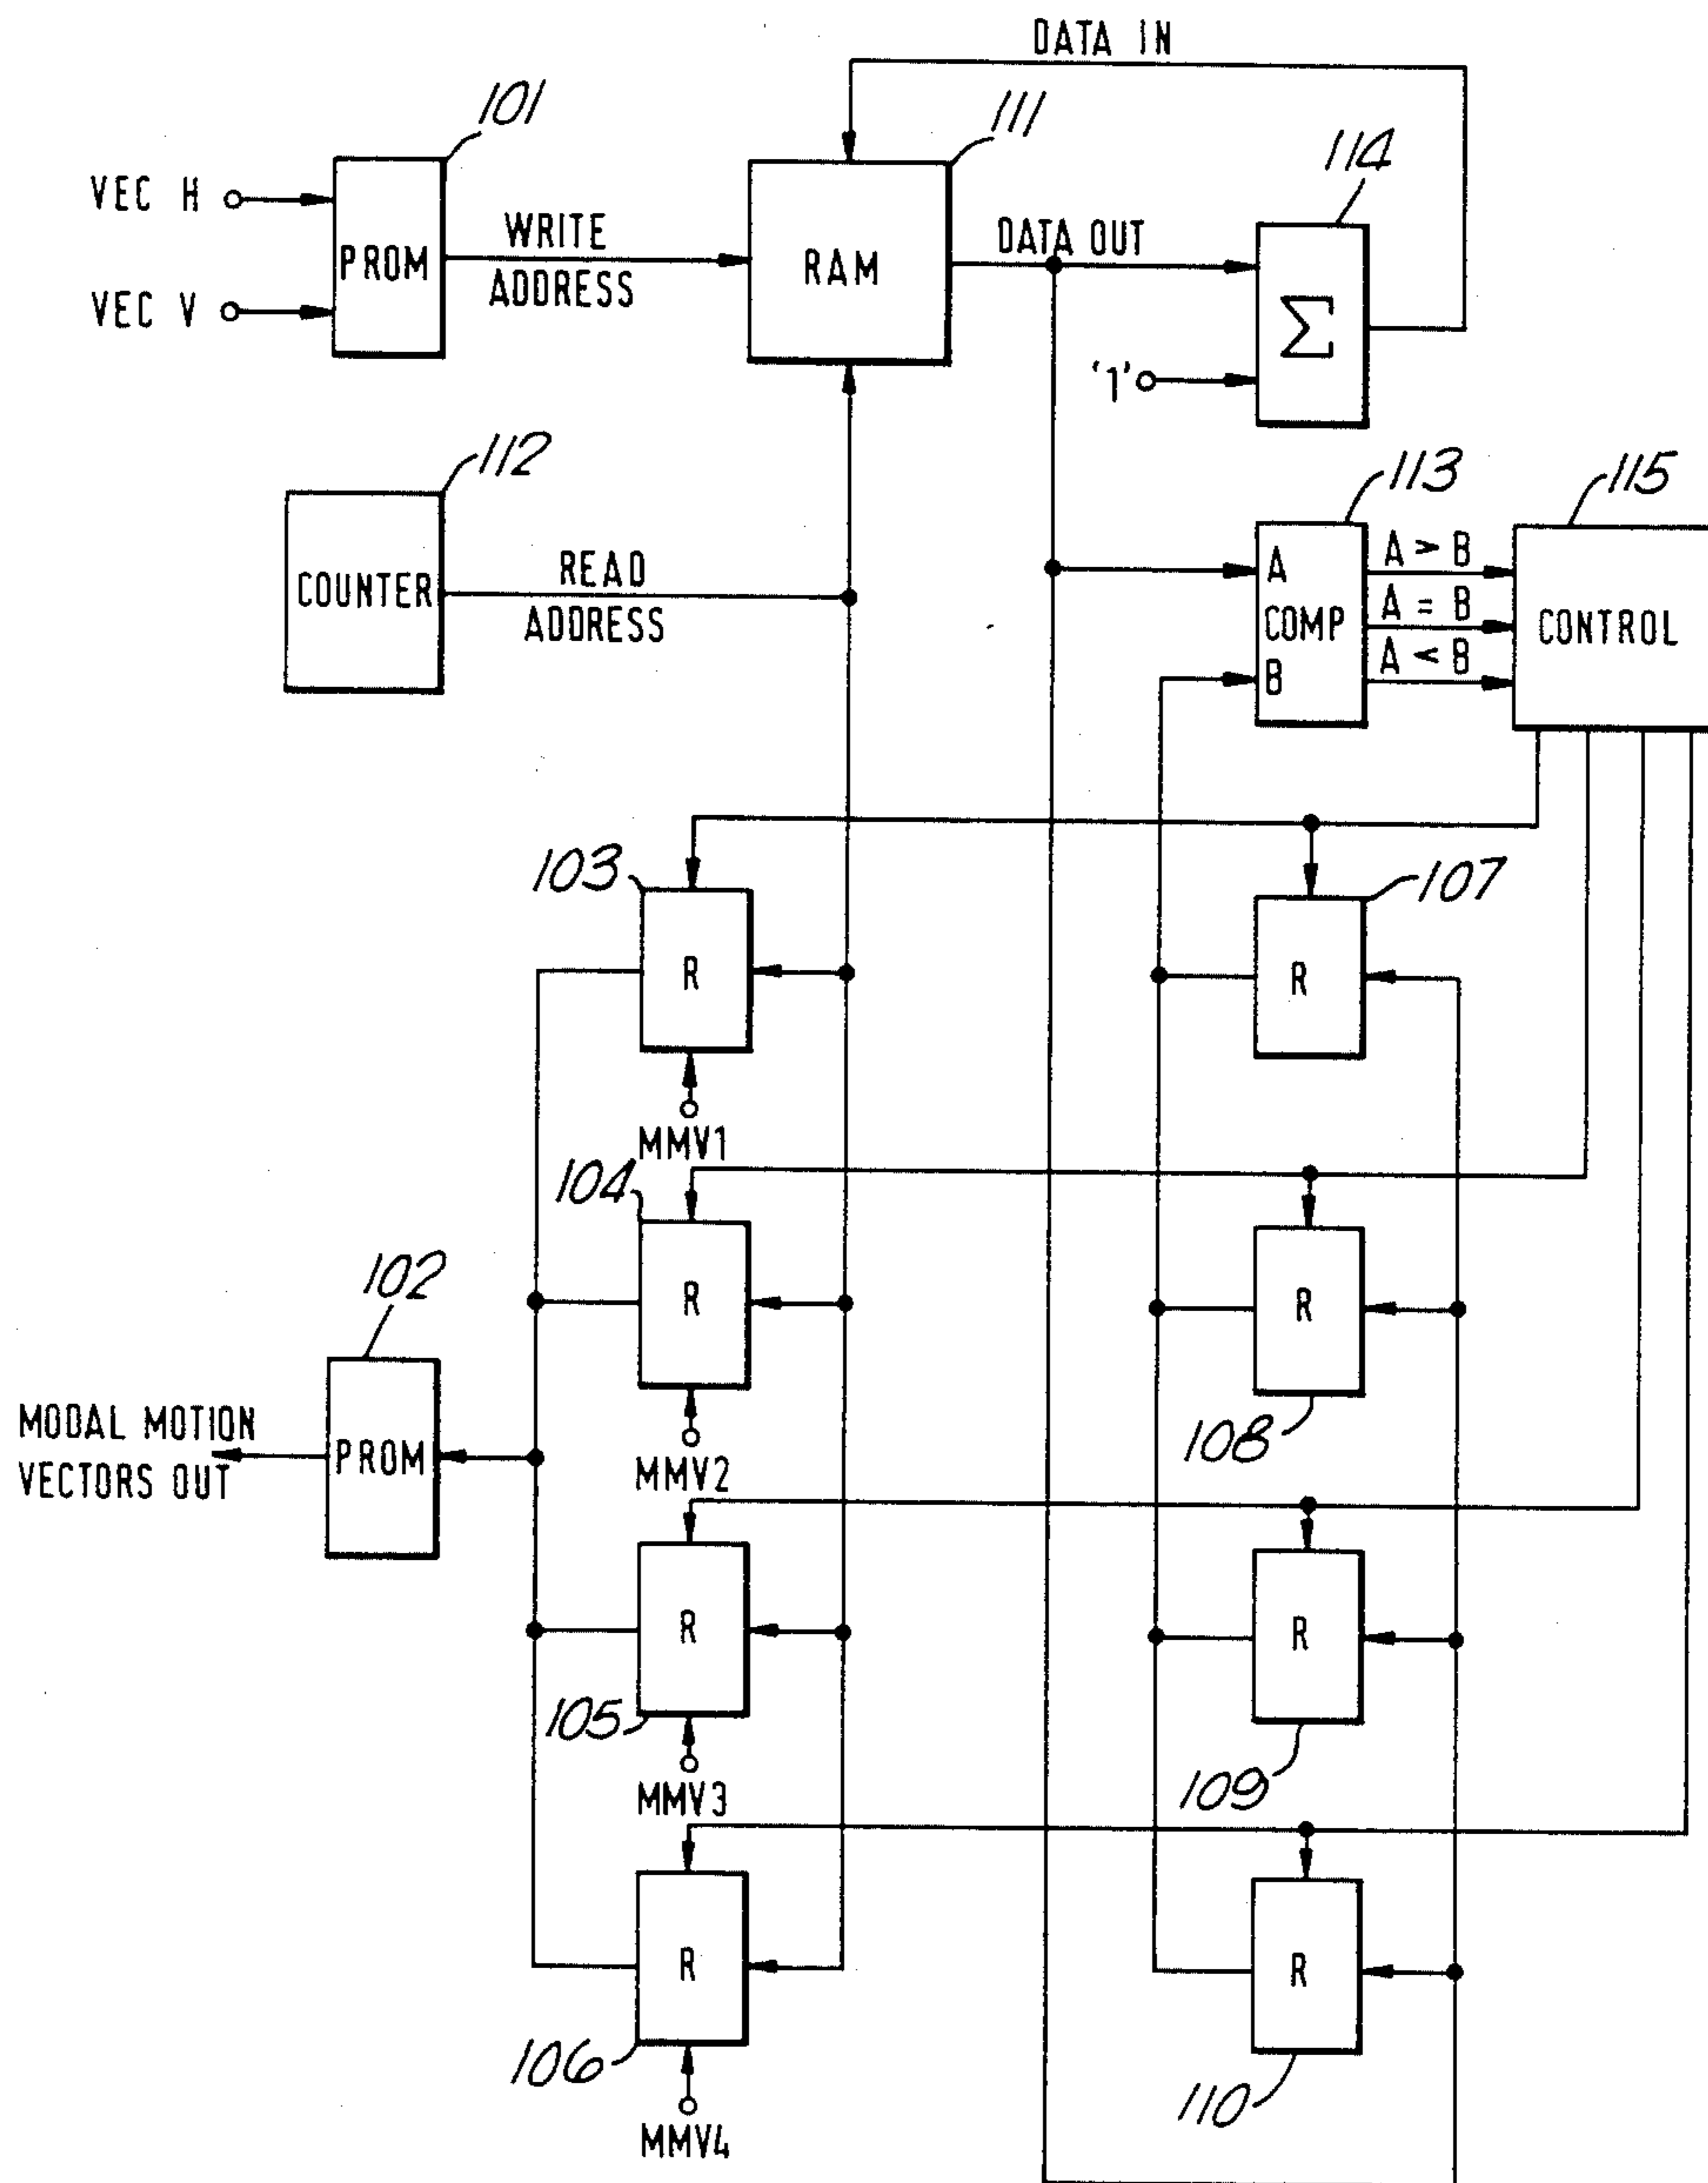 DATA IN
101
111
114
VEC H
PROM
WRITE
ADDRESS
RAM
DATA OUT
Σ
VEC V
'1'
112
113
115
COUNTER
READ
ADDRESS
A
COMP
B
A > B
A = B
A < B
CONTROL
103
R
107
R
MMV1
104
R
R
108
102
MODAL MOTION
VECTORS OUT
PROM
MMV2
105
R
R
109
MMV3
106
R
R
110
MMV4